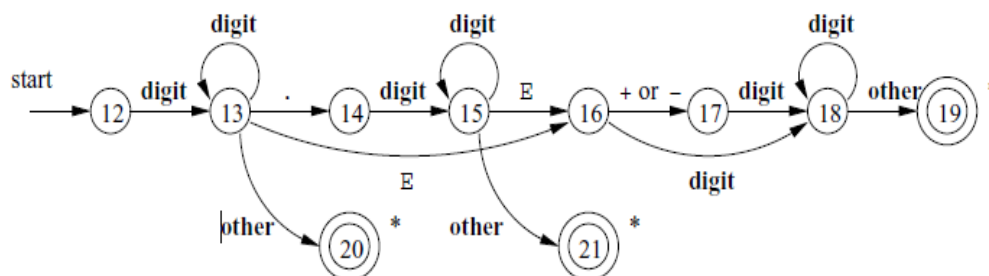 digit digit digit
start digit . digit E + or – digit other *
12 13 14 15 16 17 18 19
E digit
other * other *
20 21